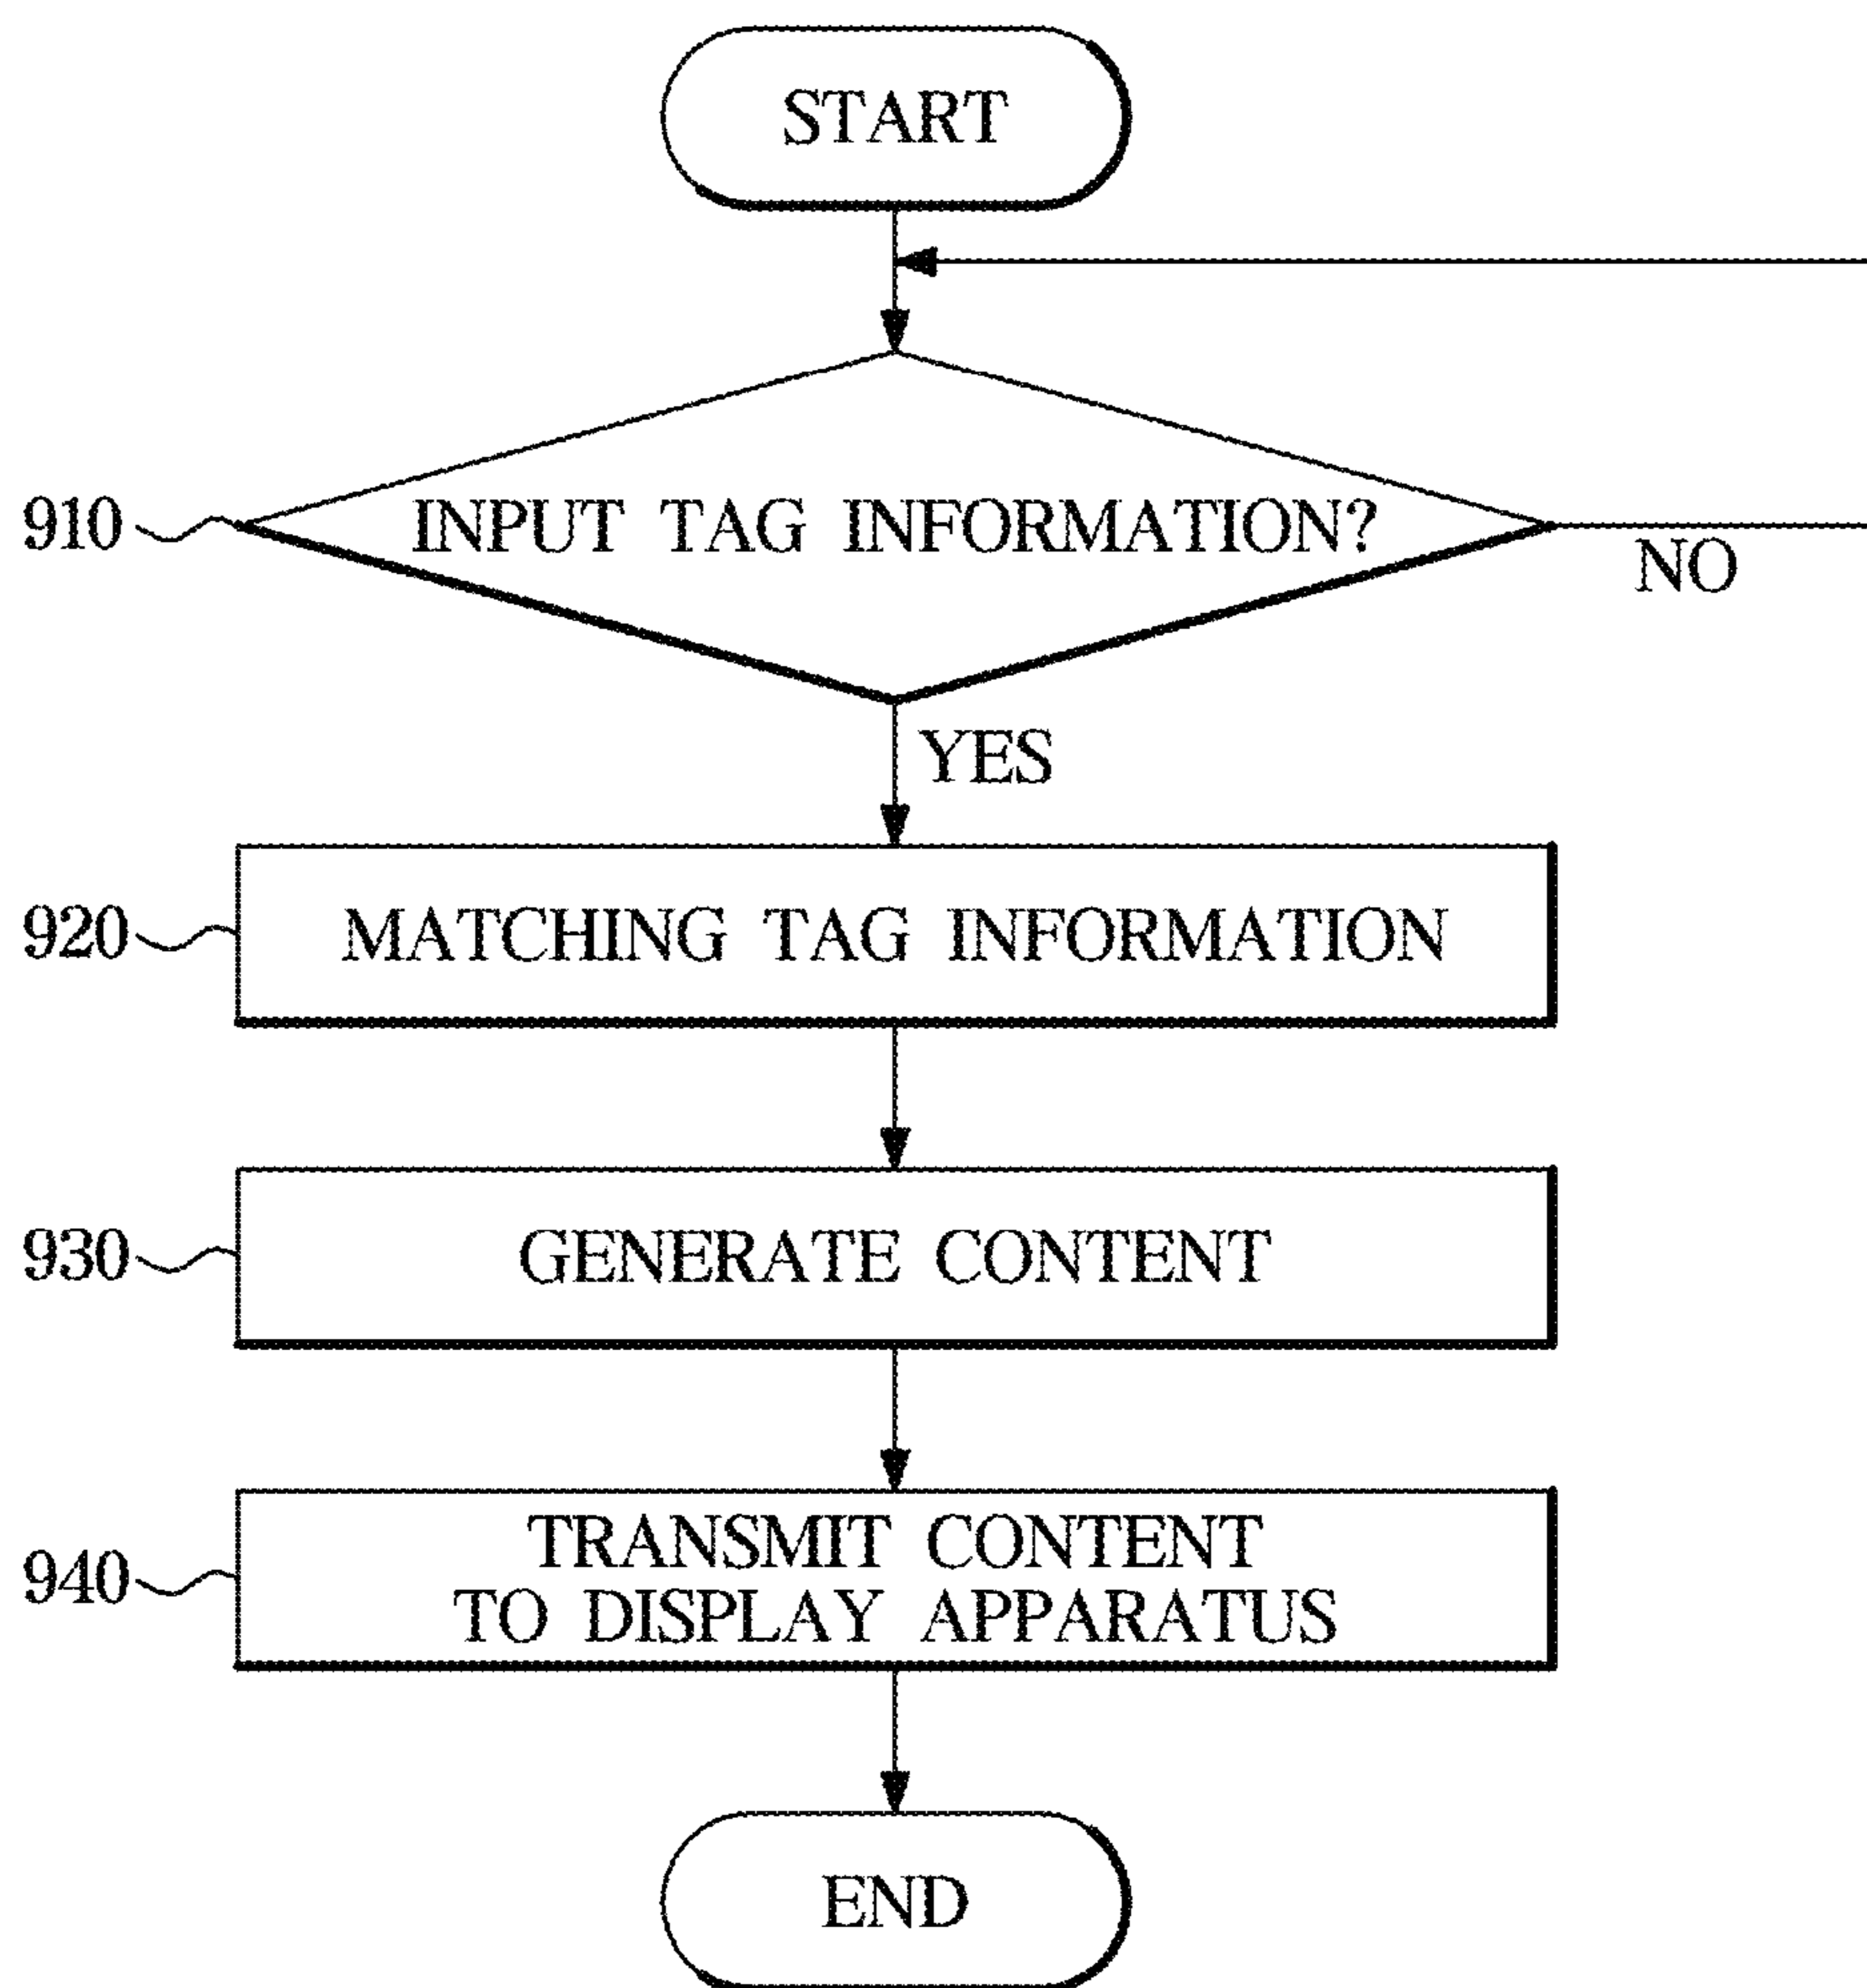 START
910
INPUT TAG INFORMATION?
NO
YES
920
MATCHING TAG INFORMATION
930
GENERATE CONTENT
940
TRANSMIT CONTENT
TO DISPLAY APPARATUS
END